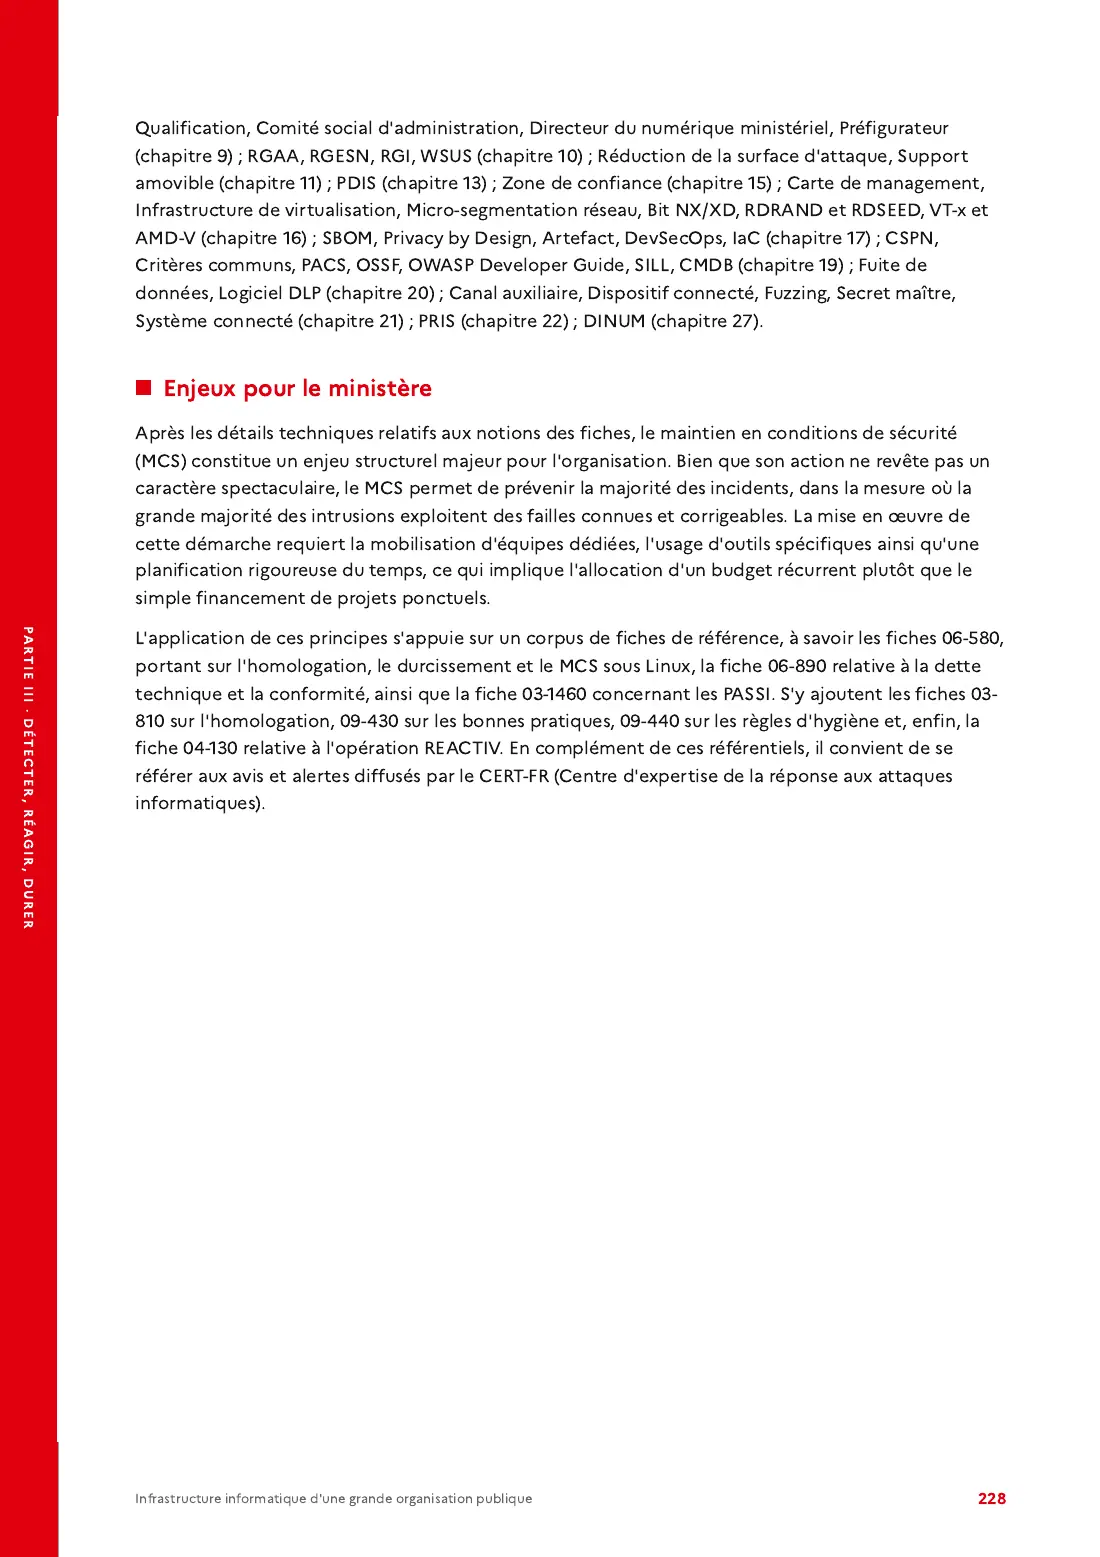 Qualification, Comité social d'administration, Directeur du numérique ministériel, Préfigurateur
(chapitre 9) ; RGAA, RGESN, RGI, WSUS (chapitre 10) ; Réduction de la surface d'attaque, Support
amovible (chapitre 11) ; PDIS (chapitre 13) ; Zone de confiance (chapitre 15) ; Carte de management,
Infrastructure de virtualisation, Micro-segmentation réseau, Bit NX/XD, RDRAND et RDSEED, VT-x et
AMD-V (chapitre 16) ; SBOM, Privacy by Design, Artefact, DevSecOps, IaC (chapitre 17) ; CSPN,
Critères communs, PACS, OSSF, OWASP Developer Guide, SILL, CMDB (chapitre 19) ; Fuite de
données, Logiciel DLP (chapitre 20) ; Canal auxiliaire, Dispositif connecté, Fuzzing, Secret maître,
Système connecté (chapitre 21) ; PRIS (chapitre 22) ; DINUM (chapitre 27).
Enjeux pour le ministère
Après les détails techniques relatifs aux notions des fiches, le maintien en conditions de sécurité
(MCS) constitue un enjeu structurel majeur pour l'organisation. Bien que son action ne revête pas un
caractère spectaculaire, le MCS permet de prévenir la majorité des incidents, dans la mesure où la
grande majorité des intrusions exploitent des failles connues et corrigeables. La mise en œuvre de
cette démarche requiert la mobilisation d'équipes dédiées, l'usage d'outils spécifiques ainsi qu'une
planification rigoureuse du temps, ce qui implique l'allocation d'un budget récurrent plutôt que le
simple financement de projets ponctuels.
L'application de ces principes s'appuie sur un corpus de fiches de référence, à savoir les fiches 06-580,
portant sur l'homologation, le durcissement et le MCS sous Linux, la fiche 06-890 relative à la dette
technique et la conformité, ainsi que la fiche 03-1460 concernant les PASSI. S'y ajoutent les fiches 03-
810 sur l'homologation, 09-430 sur les bonnes pratiques, 09-440 sur les règles d'hygiène et, enfin, la
fiche 04-130 relative à l'opération REACTIV. En complément de ces référentiels, il convient de se
référer aux avis et alertes diffusés par le CERT-FR (Centre d'expertise de la réponse aux attaques
informatiques).
PARTIE III · DÉTECTER, RÉAGIR, DURER
Infrastructure informatique d'une grande organisation publique
228